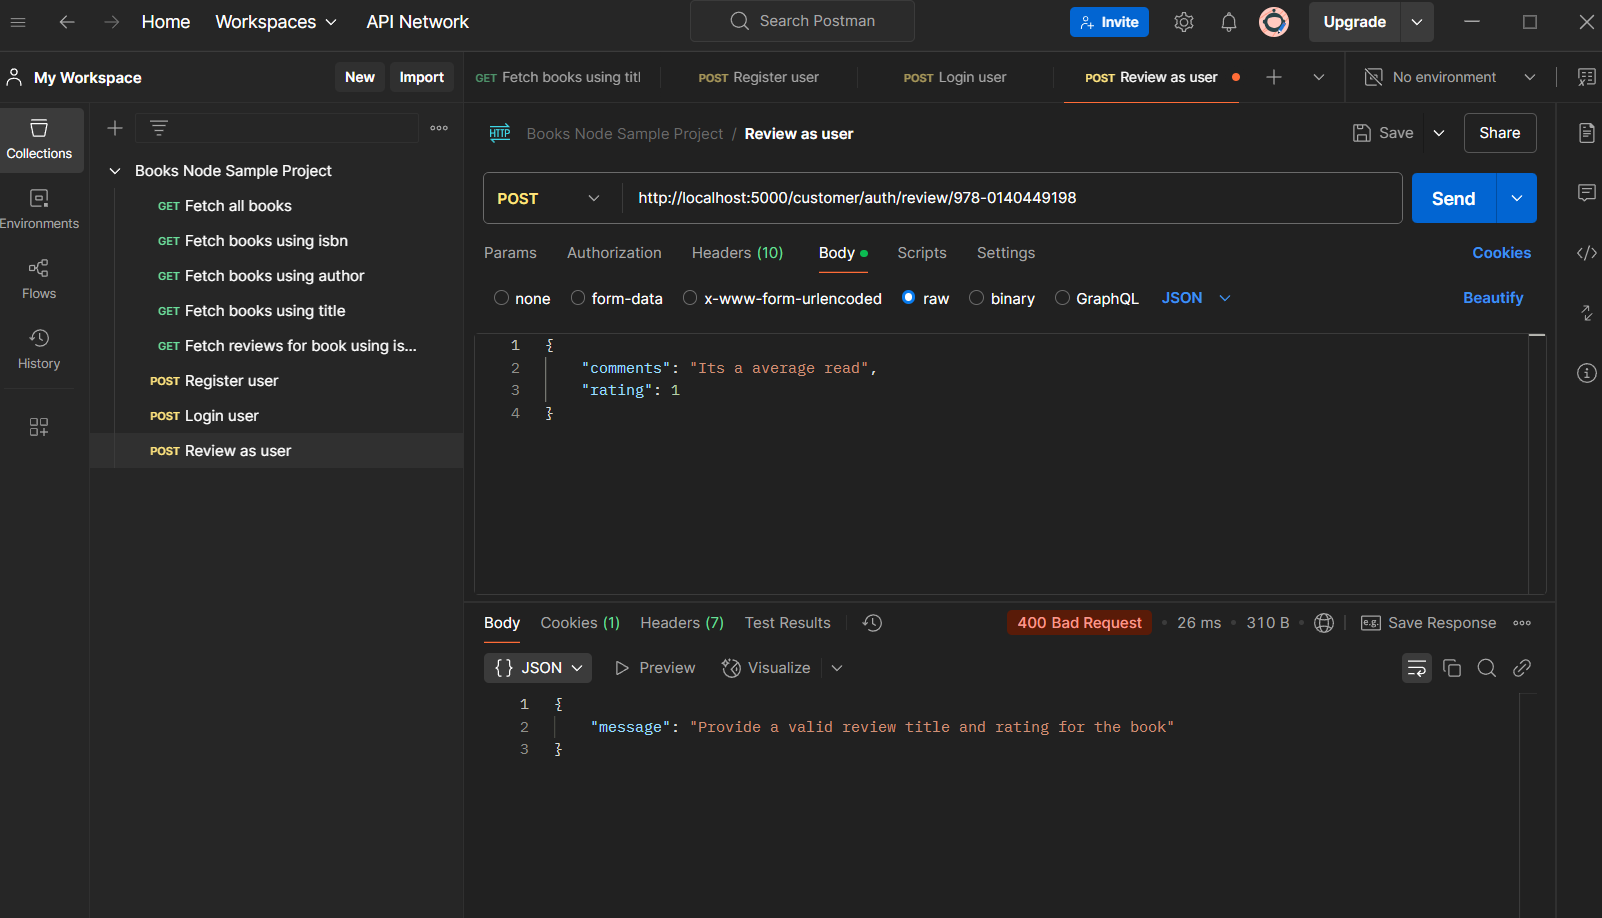 Home Workspaces API Network Search Postman Invite Upgrade
My Workspace New Import GET Fetch books using titl POST Register user POST Login user POST Review as user No environment
Collections
Environments
Flows
History
Books Node Sample Project
GET Fetch all books
GET Fetch books using isbn
GET Fetch books using author
GET Fetch books using title
GET Fetch reviews for book using is...
POST Register user
POST Login user
POST Review as user
HTTP Books Node Sample Project / Review as user Save Share
POST http://localhost:5000/customer/auth/review/978-0140449198 Send
Params Authorization Headers (10) Body Scripts Settings Cookies
none form-data x-www-form-urlencoded raw binary GraphQL JSON Beautify
1 {
2 "comments": "Its a average read",
3 "rating": 1
4 }
Body Cookies (1) Headers (7) Test Results 400 Bad Request • 26 ms • 310 B • e.g. Save Response
{} JSON Preview Visualize
1 {
2 "message": "Provide a valid review title and rating for the book"
3 }